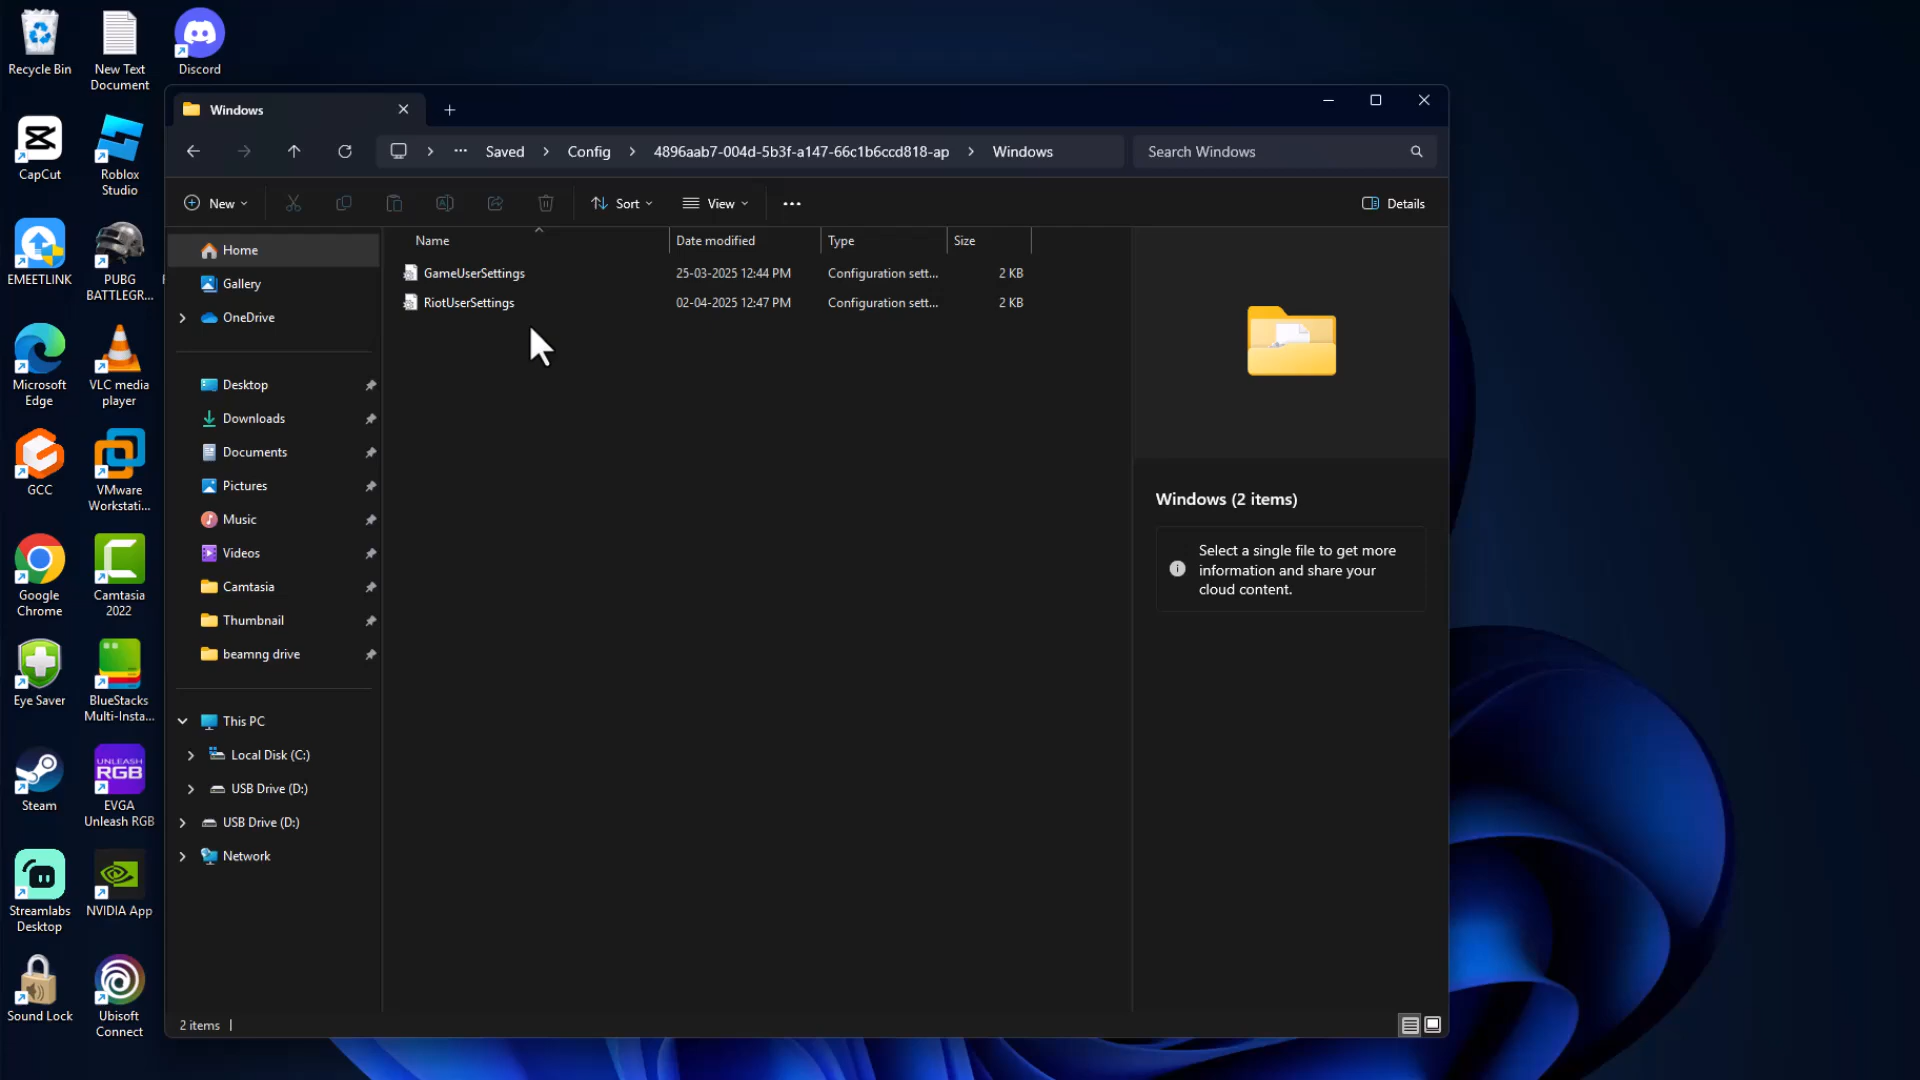 Recycle Bin
New Text
Document
Discord
CapCut
Roblox
Studio
EMEETLINK
PUBG
BATTLEGR...
Microsoft
Edge
VLC media
player
GCC
VMware
Workstati...
Google
Chrome
Camtasia
2022
Eye Saver
BlueStacks
Multi-Insta...
Steam
UNLEASH
RGB
EVGA
Unleash RGB
Streamlabs
Desktop
NVIDIA App
Sound Lock
Ubisoft
Connect
Windows
Saved > Config > 4896aab7-004d-5b3f-a147-66c1b6ccd818-ap > Windows
Search Windows
New
Sort
View
Details
Home
Gallery
OneDrive
Desktop
Downloads
Documents
Pictures
Music
Videos
Camtasia
Thumbnail
beamng drive
This PC
Local Disk (C:)
USB Drive (D:)
USB Drive (D:)
Network
Name Date modified Type Size
GameUserSettings 25-03-2025 12:44 PM Configuration sett... 2 KB
RiotUserSettings 02-04-2025 12:47 PM Configuration sett... 2 KB
Windows (2 items)
Select a single file to get more
information and share your
cloud content.
2 items